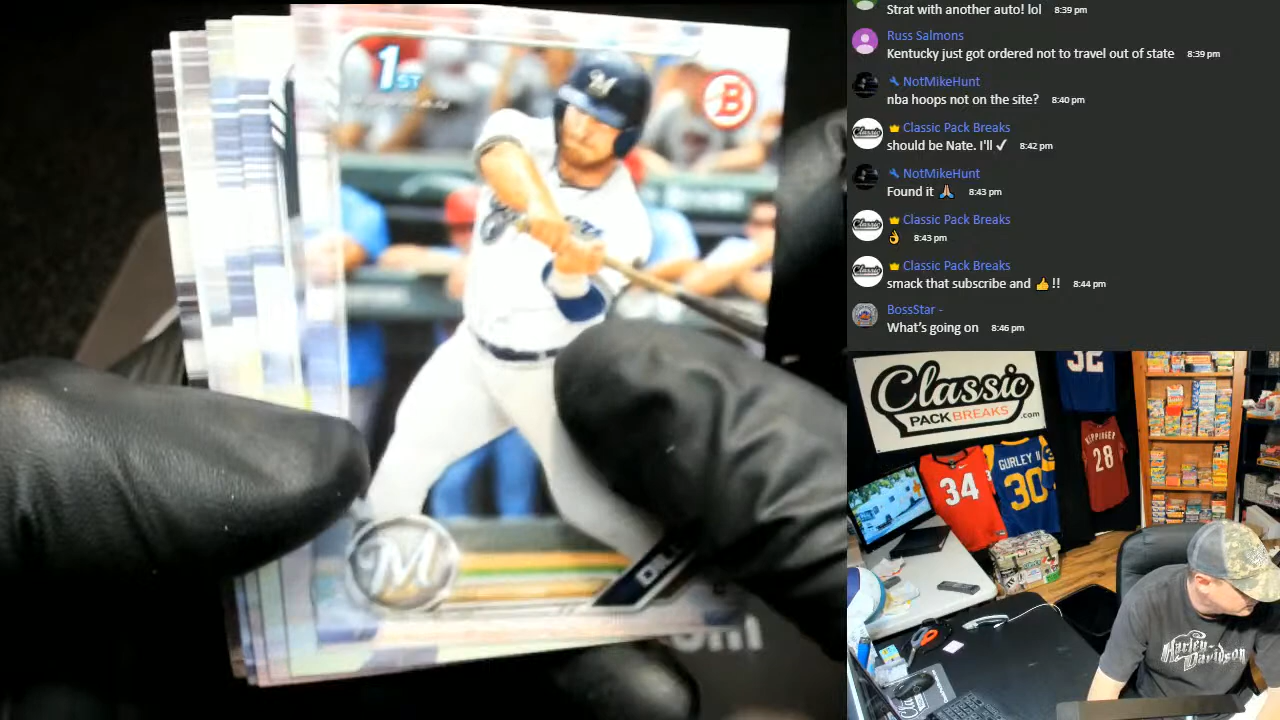 1ST
BOWMAN
B
M
M
Strat with another auto! lol 8:39 pm
Russ Salmons
Kentucky just got ordered not to travel out of state 8:39 pm
NotMikeHunt
nba hoops not on the site? 8:40 pm
Classic Pack Breaks
should be Nate. I'll ✓ 8:42 pm
NotMikeHunt
Found it 🙏 8:43 pm
Classic Pack Breaks
👌 8:43 pm
Classic Pack Breaks
smack that subscribe and 👍 !! 8:44 pm
BossStar -
What's going on 8:46 pm
Classic
PACK BREAKS .com
32
34
GURLEY II
30
28
Harley-
Davidson